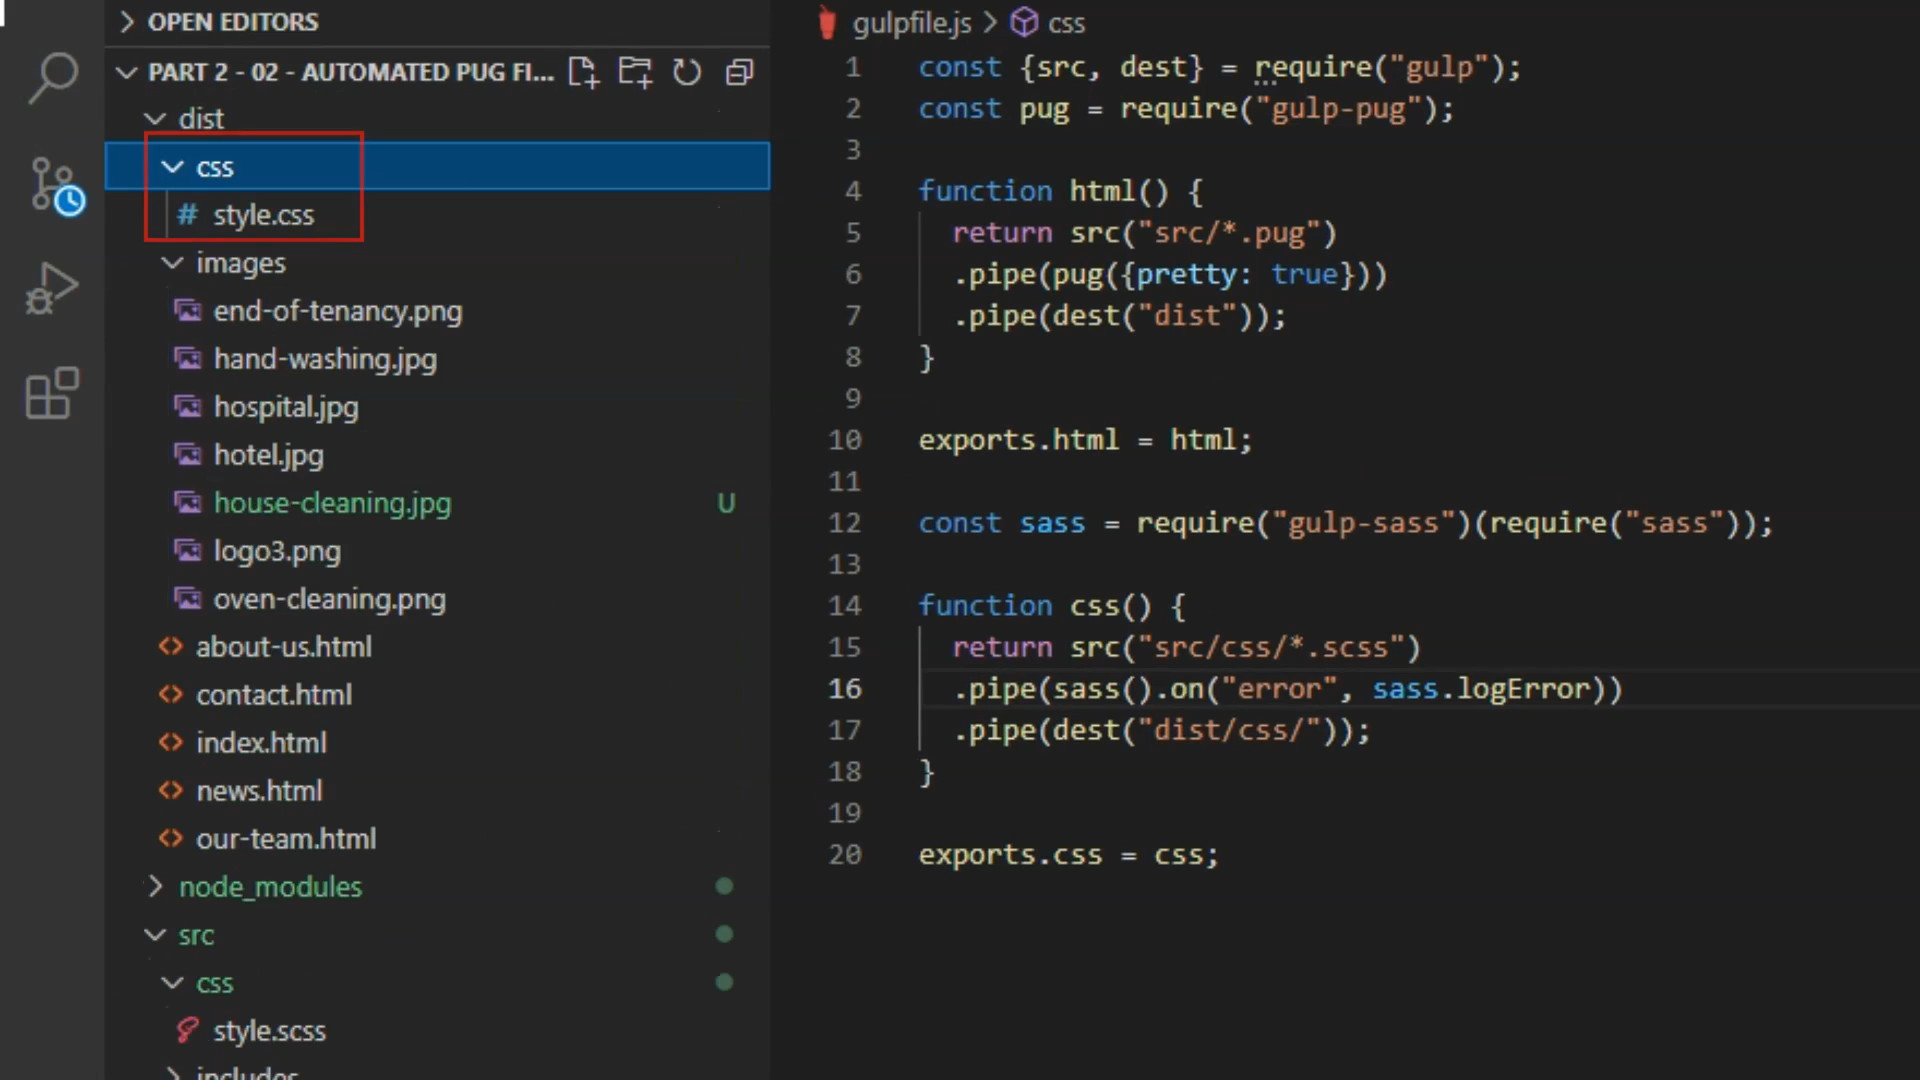 OPEN EDITORS
PART 2 - 02 - AUTOMATED PUG FI...
dist
css
# style.css
images
end-of-tenancy.png
hand-washing.jpg
hospital.jpg
hotel.jpg
house-cleaning.jpg U
logo3.png
oven-cleaning.png
about-us.html
contact.html
index.html
news.html
our-team.html
node_modules
src
css
style.scss
includes
gulpfile.js > css
1 const {src, dest} = require("gulp");
2 const pug = require("gulp-pug");
3
4 function html() {
5 return src("src/*.pug")
6 .pipe(pug({pretty: true}))
7 .pipe(dest("dist"));
8 }
9
10 exports.html = html;
11
12 const sass = require("gulp-sass")(require("sass"));
13
14 function css() {
15 return src("src/css/*.scss")
16 .pipe(sass().on("error", sass.logError))
17 .pipe(dest("dist/css/"));
18 }
19
20 exports.css = css;